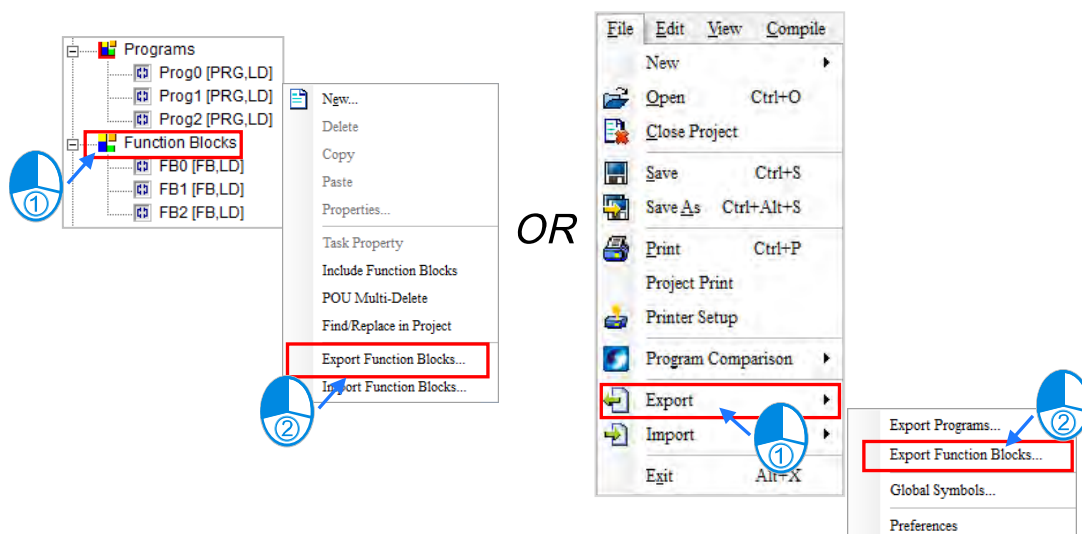 Programs
Prog0 [PRG,LD]
Prog1 [PRG,LD]
Prog2 [PRG,LD]
Function Blocks
FB0 [FB,LD]
FB1 [FB,LD]
FB2 [FB,LD]
①
New...
Delete
Copy
Paste
Properties...
Task Property
Include Function Blocks
POU Multi-Delete
Find/Replace in Project
Export Function Blocks...
Import Function Blocks...
②
OR
File Edit View Compile
New
Open Ctrl+O
Close Project
Save Ctrl+S
Save As Ctrl+Alt+S
Print Ctrl+P
Project Print
Printer Setup
Program Comparison
Export
Import
Exit Alt+X
①
Export Programs...
Export Function Blocks...
Global Symbols...
Preferences
②